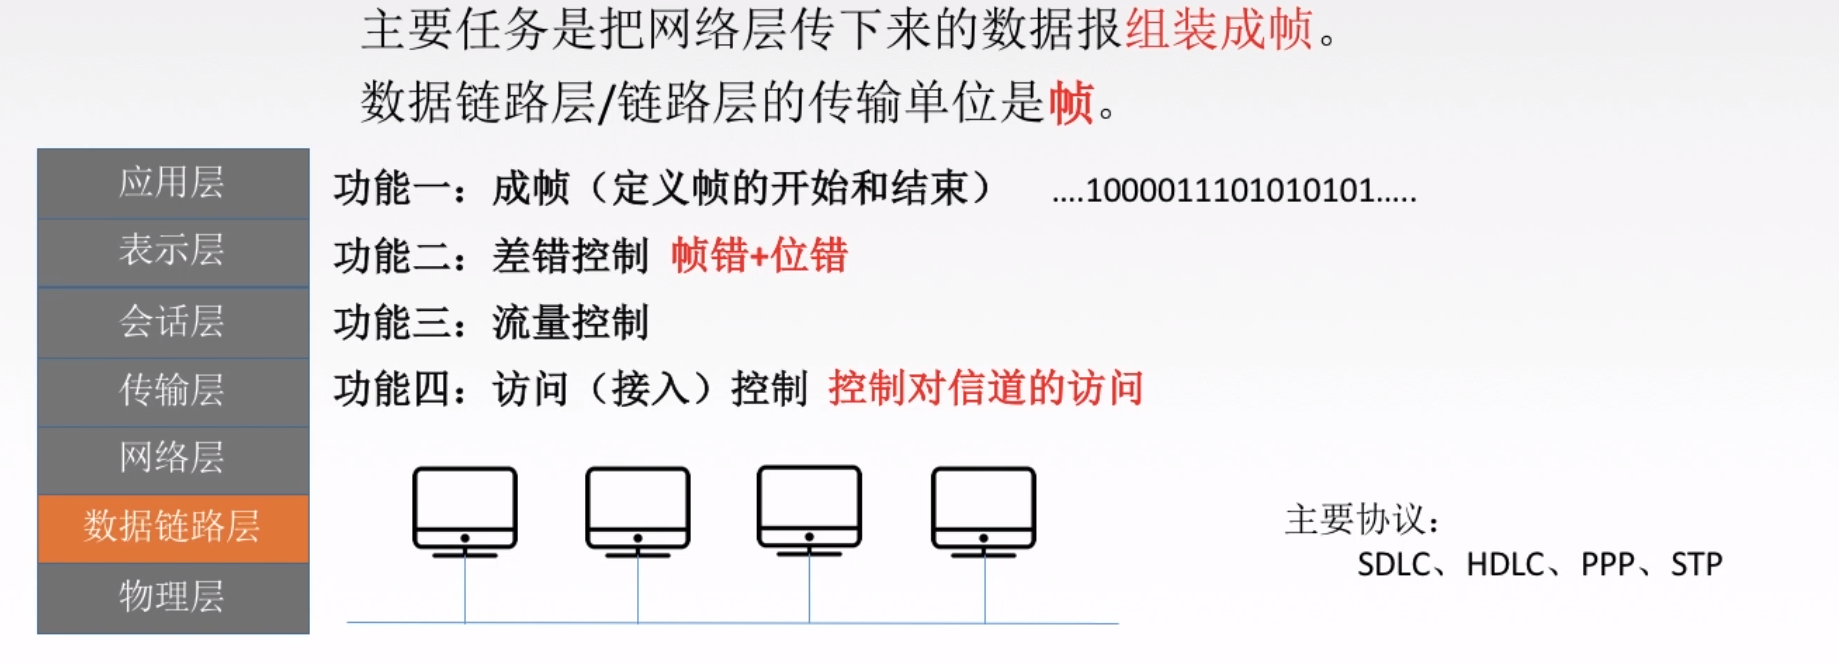 主要任务是把网络层传下来的数据报组装成帧。
数据链路层/链路层的传输单位是帧。
应用层
表示层
会话层
传输层
网络层
数据链路层
物理层
功能一：成帧（定义帧的开始和结束） ....1000011101010101.....
功能二：差错控制 帧错+位错
功能三：流量控制
功能四：访问（接入）控制 控制对信道的访问
主要协议：
SDLC、HDLC、PPP、STP